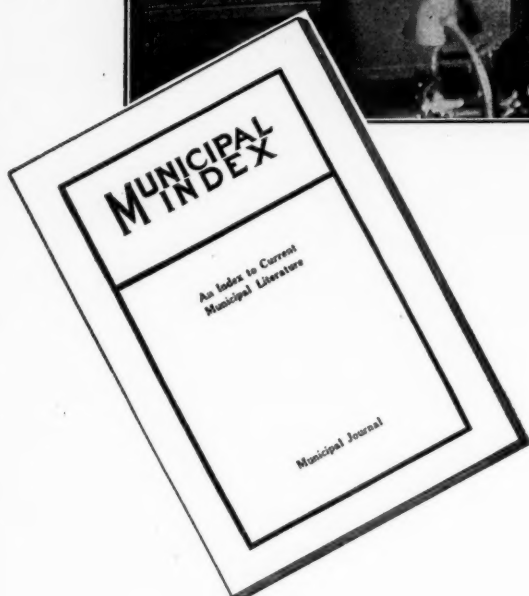 MUNICIPAL
INDEX
An Index to Current
Municipal Literature
Municipal Journal